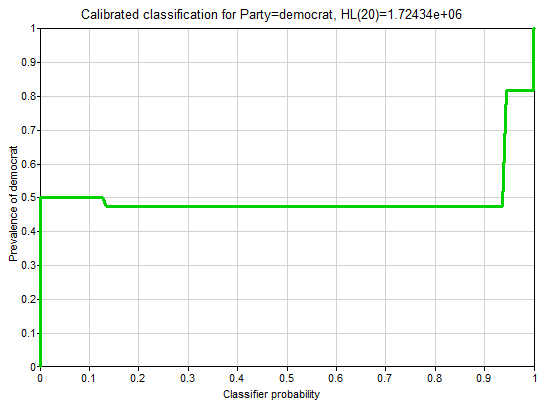 Calibrated classification for Party=democrat, HL(20)=1.72434e+06
1
0.9
0.8
0.7
0.6
0.5
0.4
0.3
0.2
0.1
0
Prevalence of democrat
0 0.1 0.2 0.3 0.4 0.5 0.6 0.7 0.8 0.9 1
Classifier probability